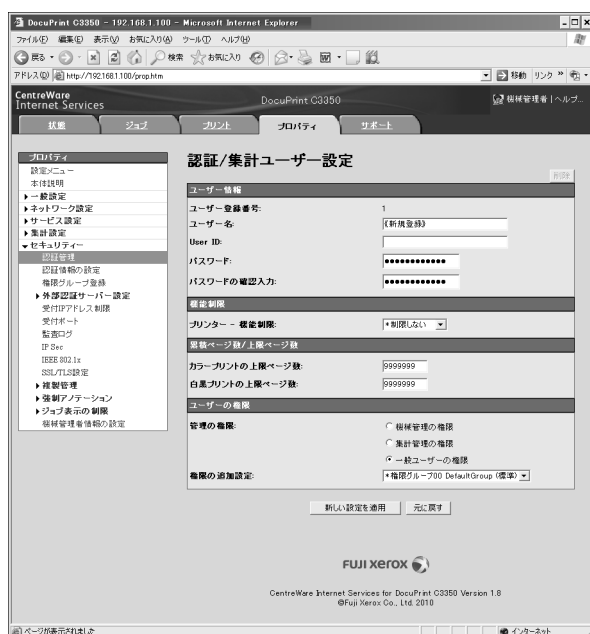 DocuPrint C3350 - 192.168.1.100 - Microsoft Internet Explorer
ファイル(F) 編集(E) 表示(V) お気に入り(A) ツール(T) ヘルプ(H)
戻る 検索 お気に入り
アドレス(D) http://192.168.1.100/prop.htm 移動 リンク
CentreWare
Internet Services
DocuPrint C3350
機械管理者 | ヘルプ...
状態 ジョブ プリント プロパティ サポート
プロパティ
設定メニュー
本体説明
一般設定
ネットワーク設定
サービス設定
集計設定
セキュリティー
認証管理
認証情報の設定
権限グループ登録
外部認証サーバー設定
受付IPアドレス制限
受付ポート
監査ログ
IP Sec
IEEE 802.1x
SSL/TLS設定
複製管理
強制アノテーション
ジョブ表示の制限
機械管理者情報の設定
認証/集計ユーザー設定
削除
ユーザー情報
ユーザー登録番号: 1
ユーザー名: (新規登録)
User ID:
パスワード: ●●●●●●●●●●●●
パスワードの確認入力: ●●●●●●●●●●●●
機能制限
プリンター - 機能制限: *制限しない
累積ページ数/上限ページ数
カラープリントの上限ページ数: 9999999
白黒プリントの上限ページ数: 9999999
ユーザーの権限
管理の権限: 機械管理の権限
集計管理の権限
一般ユーザーの権限
権限の追加設定: *権限グループ00 DefaultGroup (標準)
新しい設定を適用 元に戻す
FUJI XEROX
CentreWare Internet Services for DocuPrint C3350 Version 1.8
©Fuji Xerox Co., Ltd. 2010
ページが表示されました インターネット